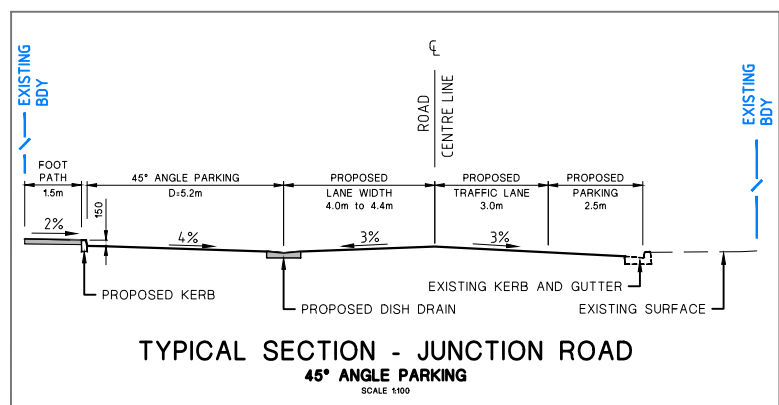 EXISTING
BDY
EXISTING
BDY
℄
ROAD
CENTRE LINE
FOOT
PATH
1.5m
45° ANGLE PARKING
D=5.2m
PROPOSED
LANE WIDTH
4.0m to 4.4m
PROPOSED
TRAFFIC LANE
3.0m
PROPOSED
PARKING
2.5m
2%
150
4%
3%
3%
PROPOSED KERB
PROPOSED DISH DRAIN
EXISTING KERB AND GUTTER
EXISTING SURFACE
TYPICAL SECTION - JUNCTION ROAD
45° ANGLE PARKING
SCALE 1:100